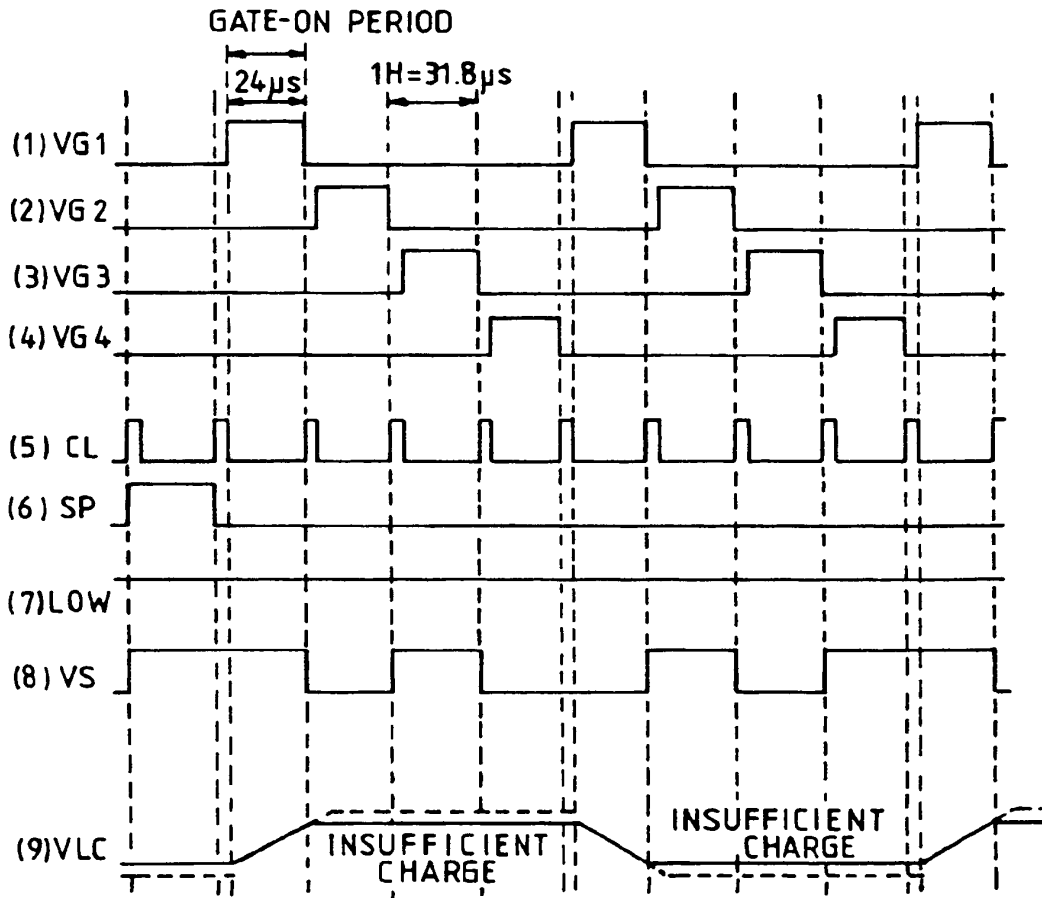 GATE-ON PERIOD
24µs
1H=31.8µs
(1) VG1
(2) VG2
(3) VG3
(4) VG4
(5) CL
(6) SP
(7) LOW
(8) VS
(9) VLC
INSUFFICIENT
CHARGE
INSUFFICIENT
CHARGE